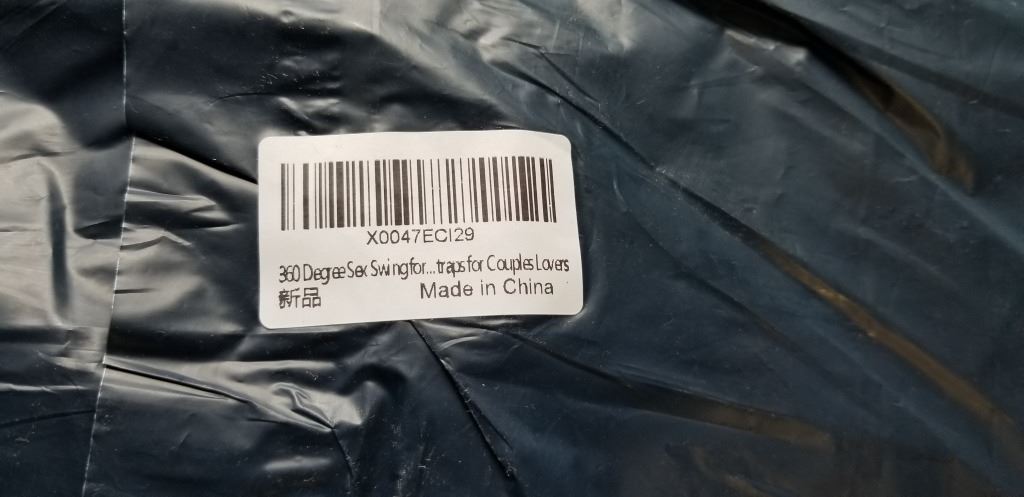 X0047ECI29
360 Degree Sex Swing for...traps for Couples Lovers
新品
Made in China